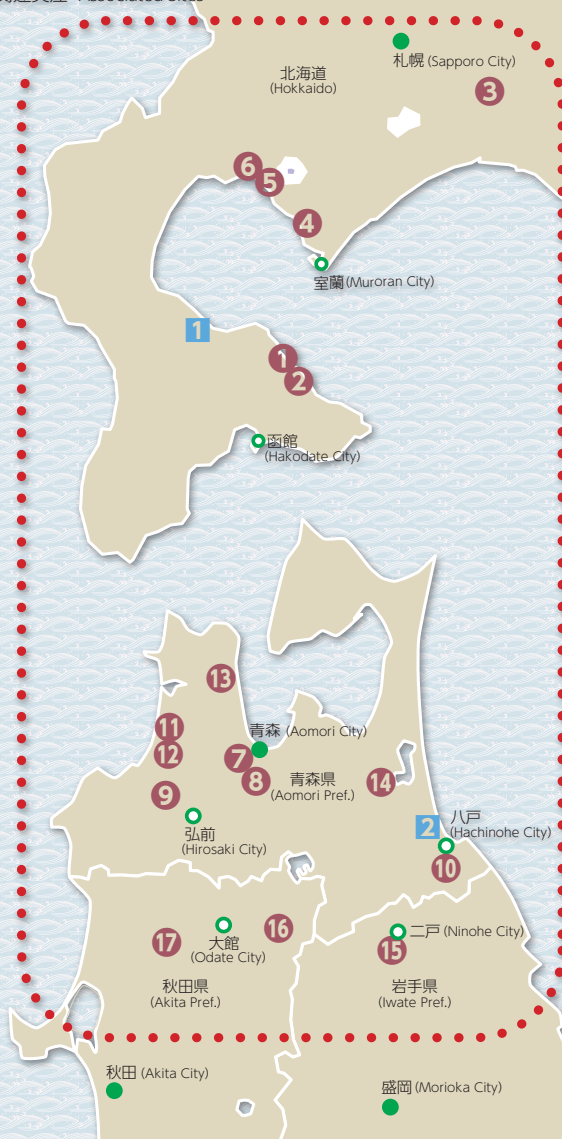 Associated Sites
札幌 (Sapporo City)
北海道
(Hokkaido)
3
6
5
4
室蘭 (Muroran City)
1
1
2
函館
(Hakodate City)
13
11
青森 (Aomori City)
12
7
8
青森県
(Aomori Pref.)
14
9
弘前
(Hirosaki City)
2
八戸
(Hachinohe City)
10
17
大館
(Odate City)
16
二戸 (Ninohe City)
15
秋田県
(Akita Pref.)
岩手県
(Iwate Pref.)
秋田 (Akita City)
盛岡 (Morioka City)